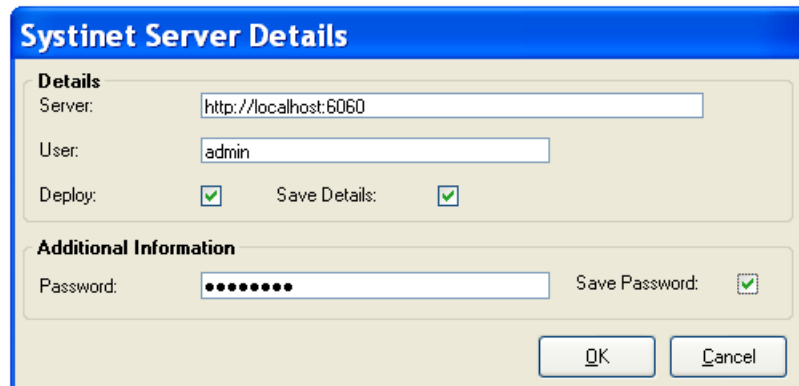 Systinet Server Details
Details
Server: http://localhost:6060
User: admin
Deploy: Save Details:
Additional Information
Password: ●●●●●●●● Save Password:
OK Cancel